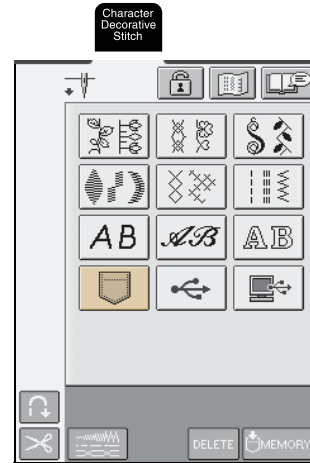 Character
Decorative
Stitch
AB
AB
AB
DELETE
MEMORY